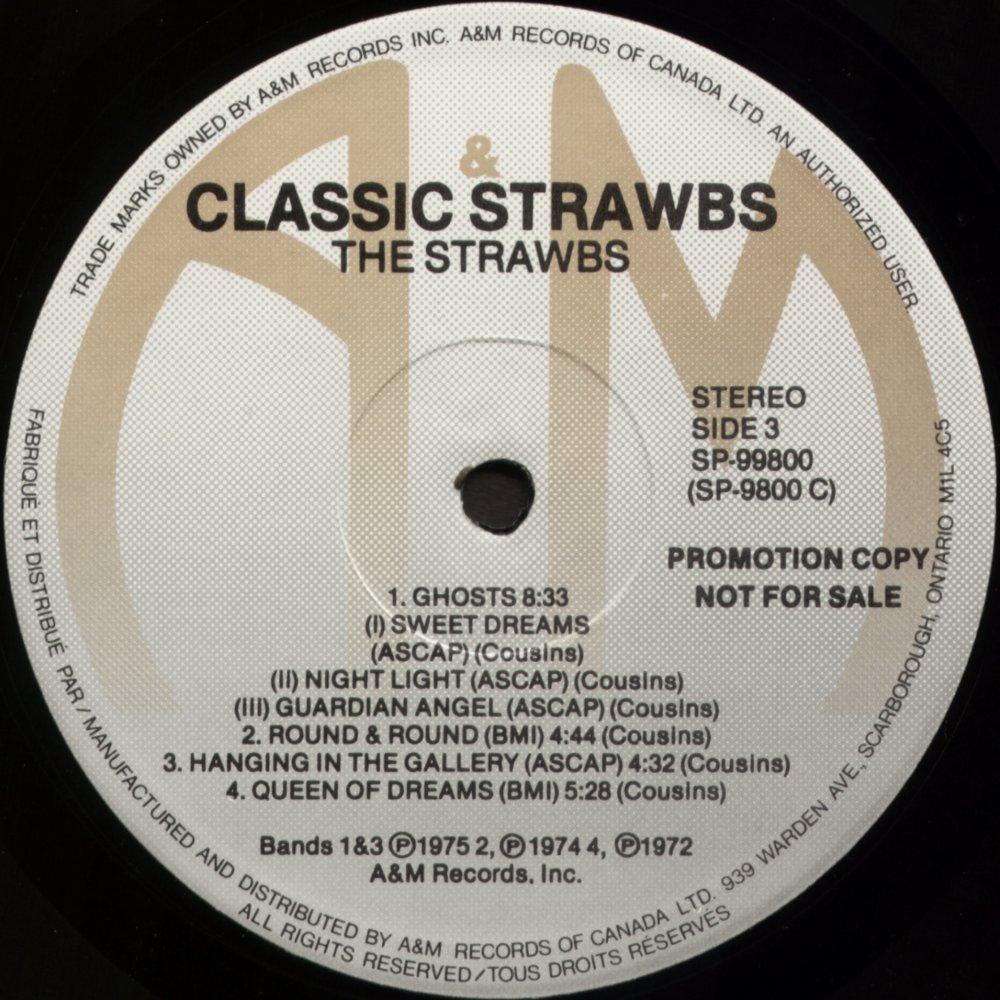 TRADE MARKS OWNED BY A&M RECORDS INC. A&M RECORDS OF CANADA LTD. AN AUTHORIZED USER.
&
CLASSIC STRAWBS
THE STRAWBS
STEREO
SIDE 3
SP-99800
(SP-9800 C)
PROMOTION COPY
NOT FOR SALE
1. GHOSTS 8:33
(I) SWEET DREAMS
(ASCAP) (Cousins)
(II) NIGHT LIGHT (ASCAP) (Cousins)
(III) GUARDIAN ANGEL (ASCAP) (Cousins)
2. ROUND & ROUND (BMI) 4:44 (Cousins)
3. HANGING IN THE GALLERY (ASCAP) 4:32 (Cousins)
4. QUEEN OF DREAMS (BMI) 5:28 (Cousins)
Bands 1&3 ℗1975 2, ℗1974 4, ℗1972
A&M Records, Inc.
FABRIQUÉ ET DISTRIBUÉ PAR / MANUFACTURED AND DISTRIBUTED BY A&M RECORDS OF CANADA LTD. 939 WARDEN AVE., SCARBOROUGH, ONTARIO M1L 4C5
ALL RIGHTS RESERVED/TOUS DROITS RÉSERVÉS